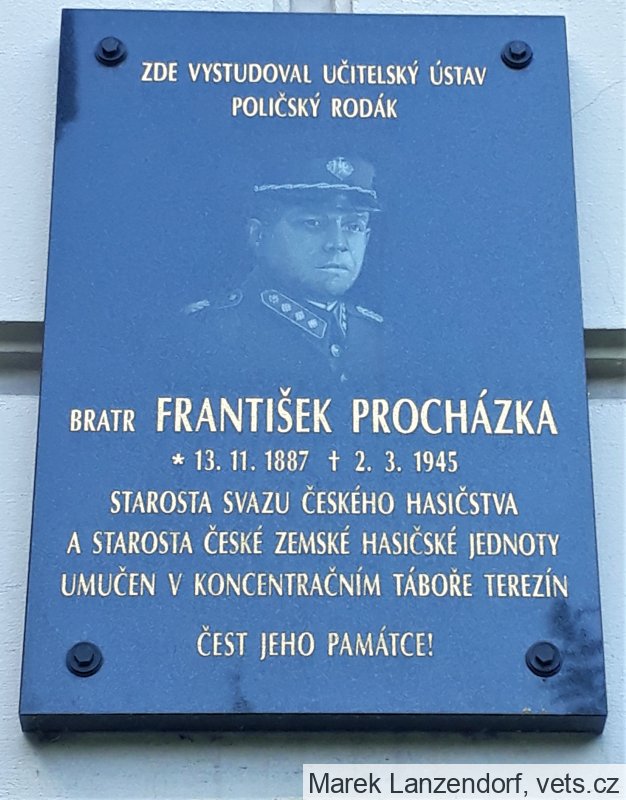 ZDE VYSTUDOVAL UČITELSKÝ ÚSTAV
POLIČSKÝ RODÁK
BRATR FRANTIŠEK PROCHÁZKA
* 13. 11. 1887 † 2. 3. 1945
STAROSTA SVAZU ČESKÉHO HASIČSTVA
A STAROSTA ČESKÉ ZEMSKÉ HASIČSKÉ JEDNOTY
UMUČEN V KONCENTRAČNÍM TÁBOŘE TEREZÍN
ČEST JEHO PAMÁTCE!
Marek Lanzendorf, vets.cz